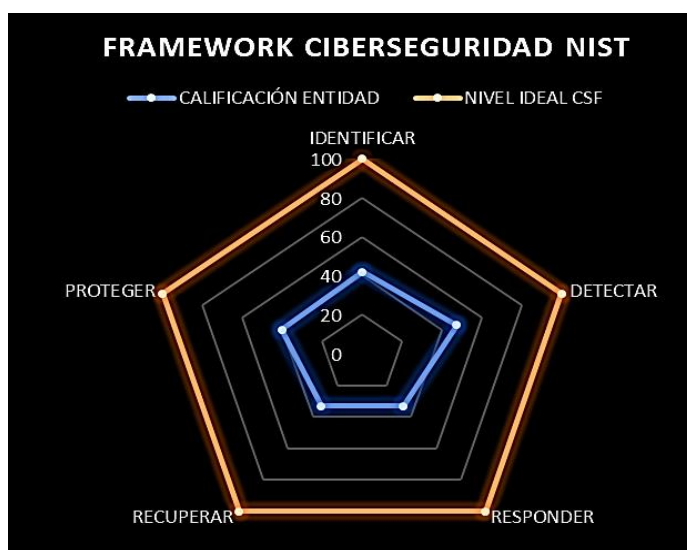 FRAMEWORK CIBERSEGURIDAD NIST
CALIFICACIÓN ENTIDAD NIVEL IDEAL CSF
IDENTIFICAR
100
80
60
40
20
0
PROTEGER DETECTAR
RECUPERAR RESPONDER